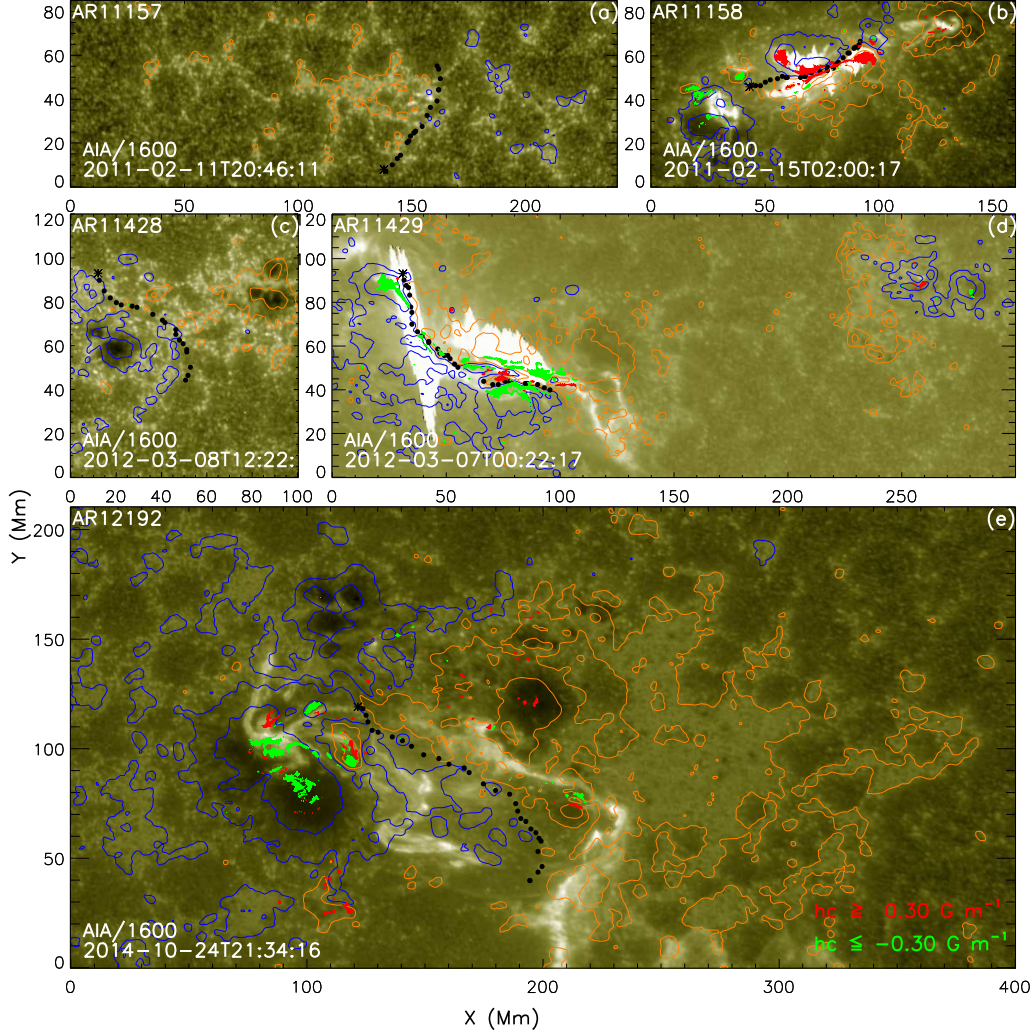 AR11157 (a)
80
60
40
20
0
AIA/1600
2011-02-11T20:46:11
0 50 150 200
AR11158 (b)
80
60
40
20
0
AIA/1600
2011-02-15T02:00:17
0 50 100 150
AR11428 (c)
120
100
80
60
40
20
0
AIA/1600
2012-03-08T12:22:
0 20 40 60 80 100
AR11429 (d)
120
100
80
60
40
20
0
AIA/1600
2012-03-07T00:22:17
0 50 100 150 200 250
AR12192 (e)
200
150
100
50
0
hc ≧ 0.30 G m⁻¹
hc ≦ −0.30 G m⁻¹
AIA/1600
2014-10-24T21:34:16
0 100 200 300 400
X (Mm)
Y (Mm)